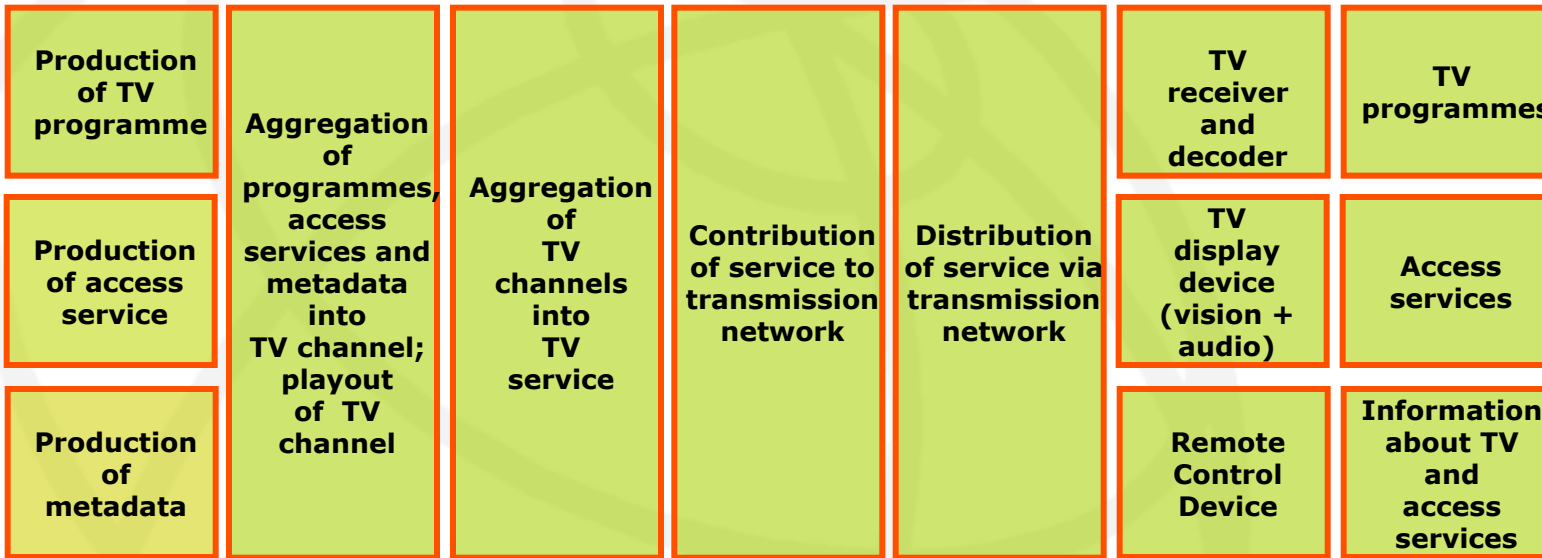 Production
of TV
programme
Production
of access
service
Production
of
metadata
Aggregation
of
programmes,
access
services and
metadata
into
TV channel;
playout
of TV
channel
Aggregation
of
TV
channels
into
TV
service
Contribution
of service to
transmission
network
Distribution
of service via
transmission
network
TV
receiver
and
decoder
TV
display
device
(vision +
audio)
Remote
Control
Device
TV
programmes
Access
services
Information
about TV
and
access
services